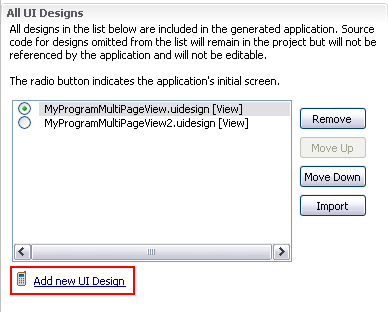 All UI Designs
All designs in the list below are included in the generated application. Source
code for designs omitted from the list will remain in the project but will not be
referenced by the application and will not be editable.
The radio button indicates the application's initial screen.
MyProgramMultiPageView.uidesign [View]
MyProgramMultiPageView2.uidesign [View]
Remove
Move Up
Move Down
Import
Add new UI Design